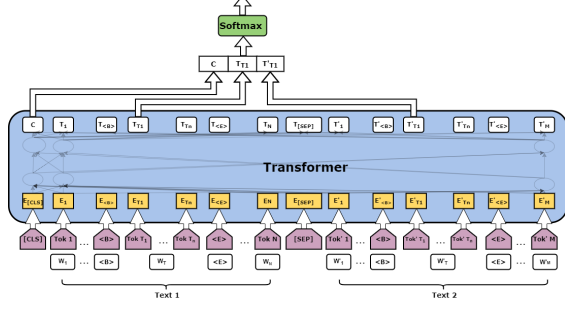 Softmax
C T_T1 T'_T1
C T_1 T_<B> T_T1 T_Tn T_<E> T_N T_[SEP] T'_1 T'_<B> T'_T1 T'_Tn T'_<E> T'_M
Transformer
E_[CLS] E_1 E_<B> E_T1 E_Tn E_<E> E_N E_[SEP] E'_1 E'_<B> E'_T1 E'_Tn E'_<E> E'_M
[CLS] Tok 1 ... <B> Tok T_1 Tok T_n <E> ... Tok N [SEP] Tok' 1 ... <B> Tok' T_1 Tok' T_n <E> ... Tok' M
W_1 ... <B> W_T <E> ... W_N W'_1 ... <B> W'_T <E> ... W'_M
Text 1 Text 2